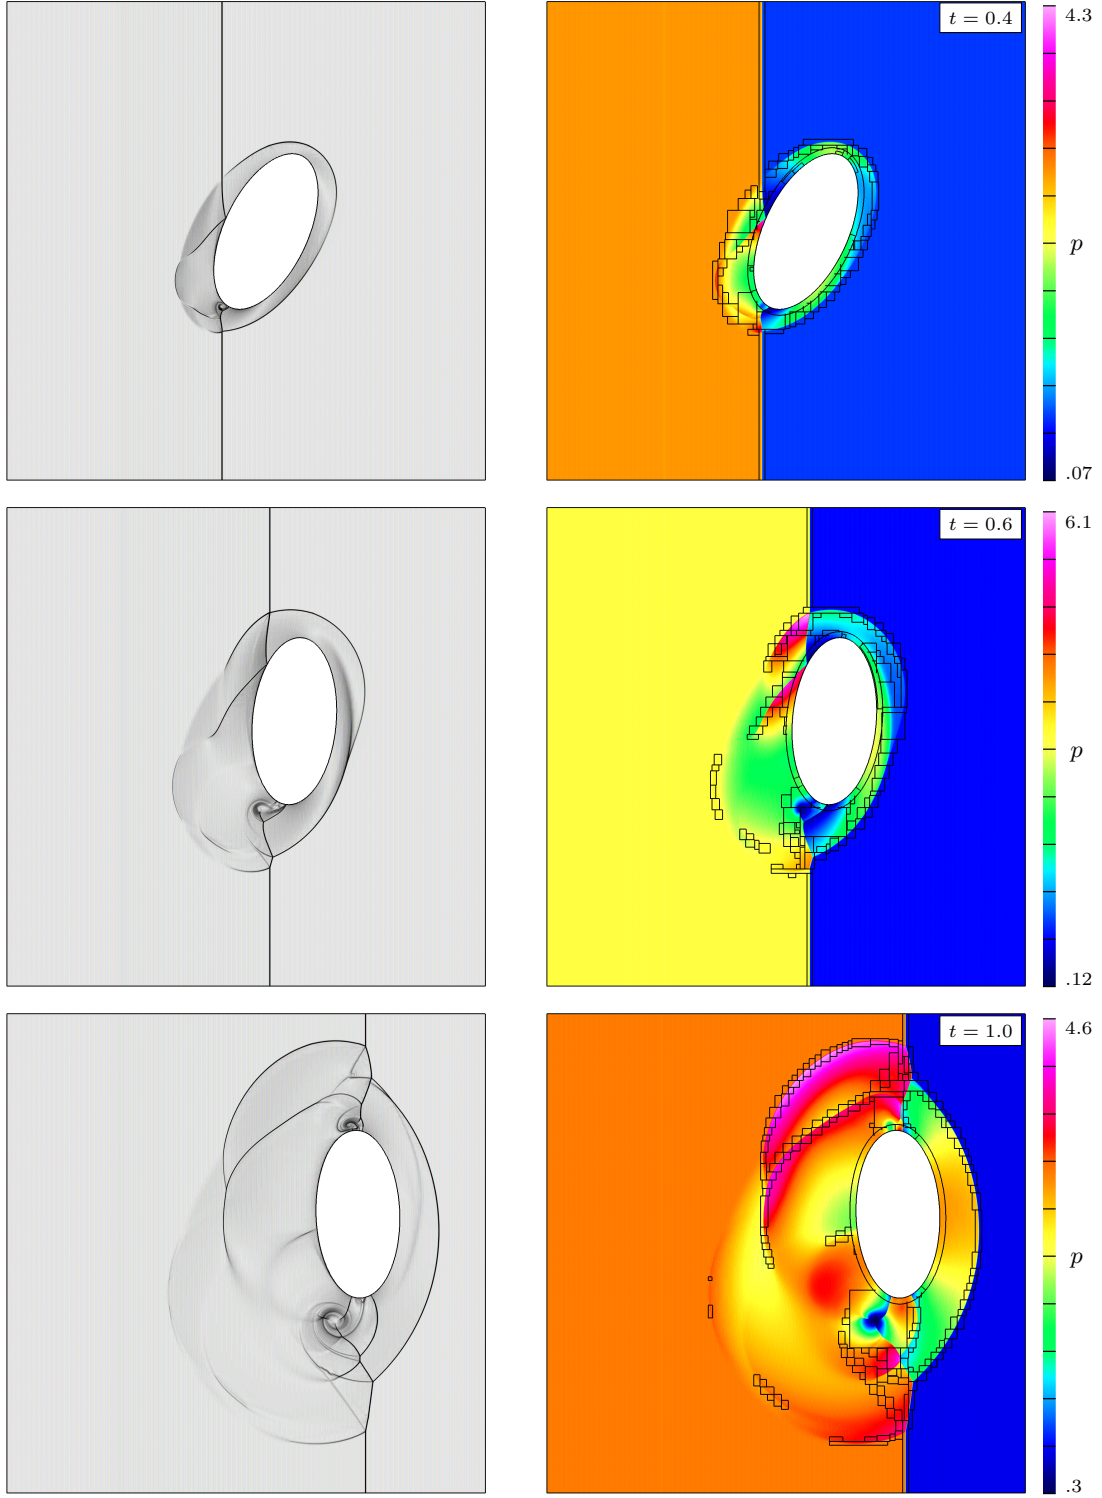 t = 0.4
4.3
p
.07
t = 0.6
6.1
p
.12
t = 1.0
4.6
p
.3